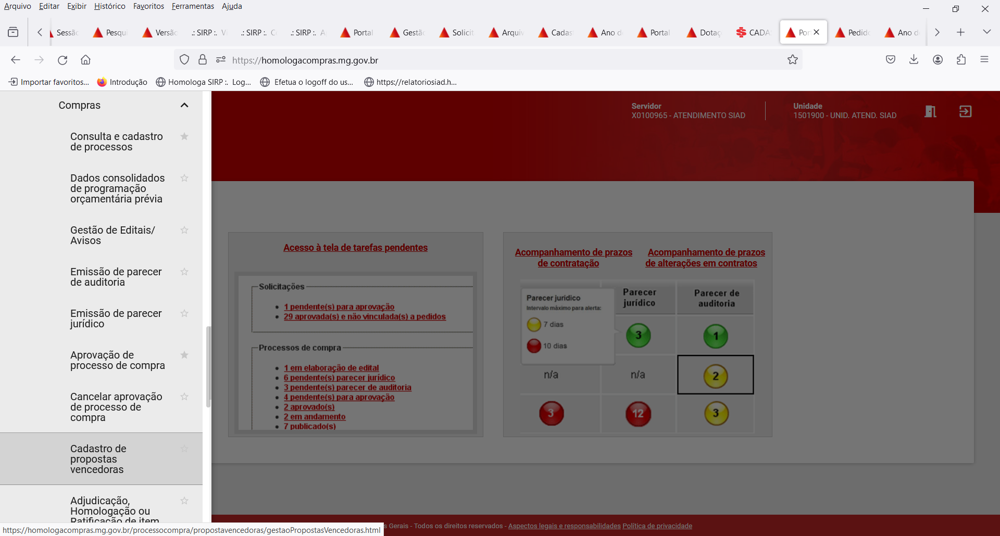 Arquivo Editar Exibir Histórico Favoritos Ferramentas Ajuda
Sessã Pesqui Versã .: SIRP :. V .: SIRP :. C .: SIRP :. A Portal Gestã Solicit Arqui Cadas Ano d Portal Dotaç CADA Por Pedid Ano d
https://homologacompras.mg.gov.br
Importar favoritos... Introdução Homologa SIRP :. Log... Efetua o logoff do us... https://relatoriosiad.h...
Compras
Consulta e cadastro
de processos
Dados consolidados
de programação
orçamentária prévia
Gestão de Editais/
Avisos
Emissão de parecer
de auditoria
Emissão de parecer
jurídico
Aprovação de
processo de compra
Cancelar aprovação
de processo de
compra
Cadastro de
propostas
vencedoras
Adjudicação,
Homologação ou
Ratificação de item
Servidor
X0100965 - ATENDIMENTO SIAD
Unidade
1501900 - UNID. ATEND. SIAD
Acesso à tela de tarefas pendentes
Solicitações
1 pendente(s) para aprovação
29 aprovada(s) e não vinculada(s) a pedidos
Processos de compra
1 em elaboração de edital
6 pendente(s) parecer jurídico
3 pendente(s) parecer de auditoria
4 pendente(s) para aprovação
2 aprovado(s)
2 em andamento
7 publicado(s)
Acompanhamento de prazos
de contratação
Acompanhamento de prazos
de alterações em contratos
Parecer jurídico
Intervalo máximo para alerta:
7 dias
10 dias
Parecer
jurídico
Parecer de
auditoria
3 1
n/a n/a 2
3 12 3
s Gerais - Todos os direitos reservados - Aspectos legais e responsabilidades Política de privacidade
https://homologacompras.mg.gov.br/processocompra/propostavencedoras/gestaoPropostasVencedoras.html